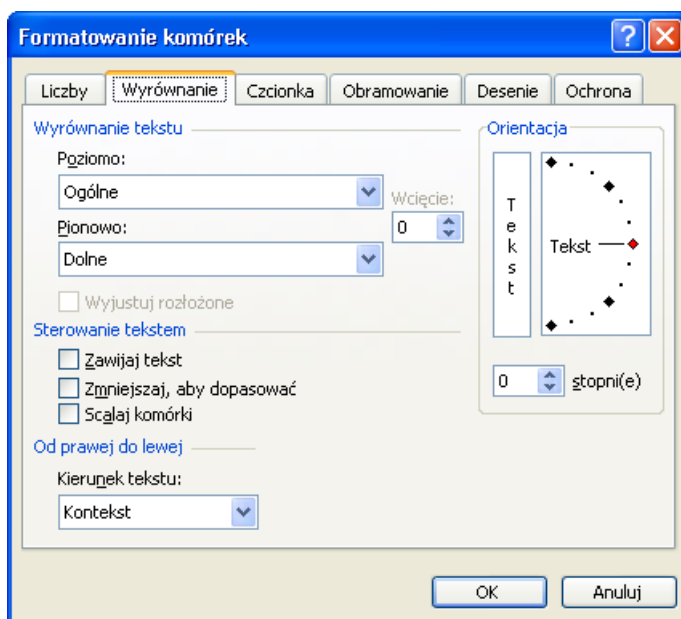 Formatowanie komórek
Liczby Wyrównanie Czcionka Obramowanie Desenie Ochrona
Wyrównanie tekstu
Poziomo:
Ogólne
Wcięcie:
0
Pionowo:
Dolne
Wyjustuj rozłożone
Sterowanie tekstem
Zawijaj tekst
Zmniejszaj, aby dopasować
Scalaj komórki
Od prawej do lewej
Kierunek tekstu:
Kontekst
Orientacja
Tekst
Tekst
0 stopni(e)
OK Anuluj